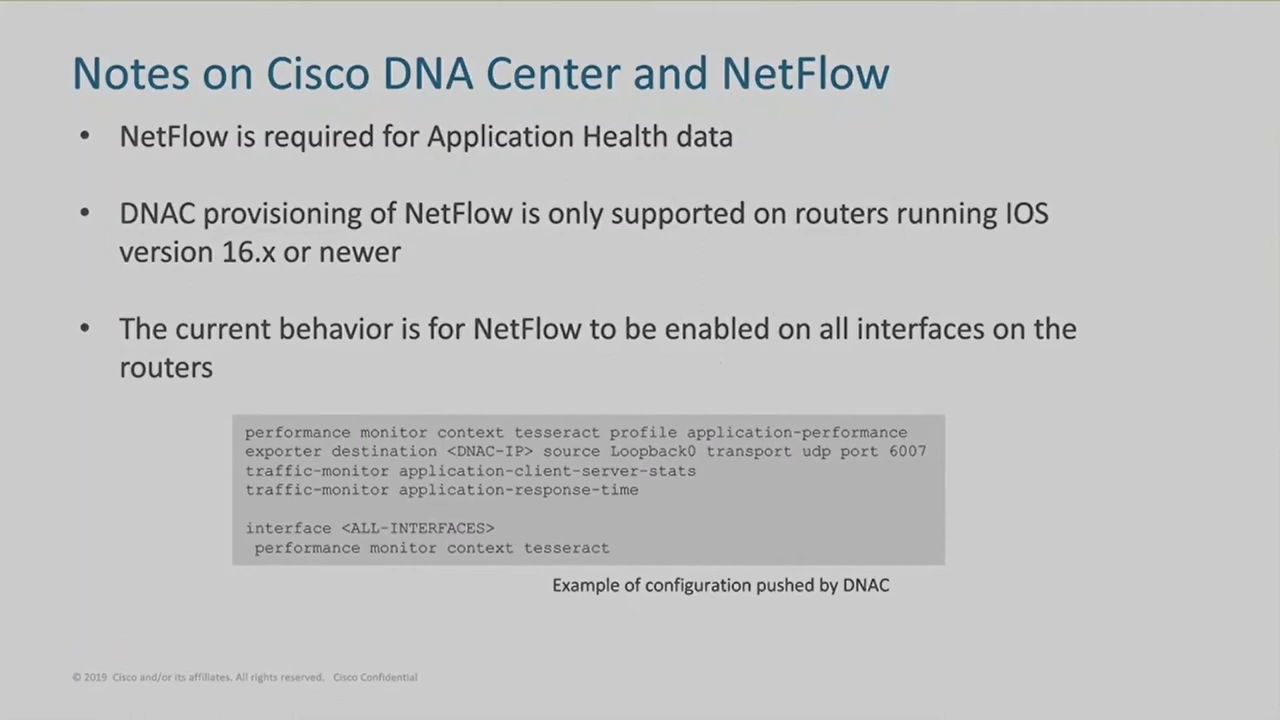 Notes on Cisco DNA Center and NetFlow
• NetFlow is required for Application Health data
• DNAC provisioning of NetFlow is only supported on routers running IOS
version 16.x or newer
• The current behavior is for NetFlow to be enabled on all interfaces on the
routers
performance monitor context tesseract profile application-performance
exporter destination <DNAC-IP> source Loopback0 transport udp port 6007
traffic-monitor application-client-server-stats
traffic-monitor application-response-time
interface <ALL-INTERFACES>
performance monitor context tesseract
Example of configuration pushed by DNAC
© 2019 Cisco and/or its affiliates. All rights reserved. Cisco Confidential